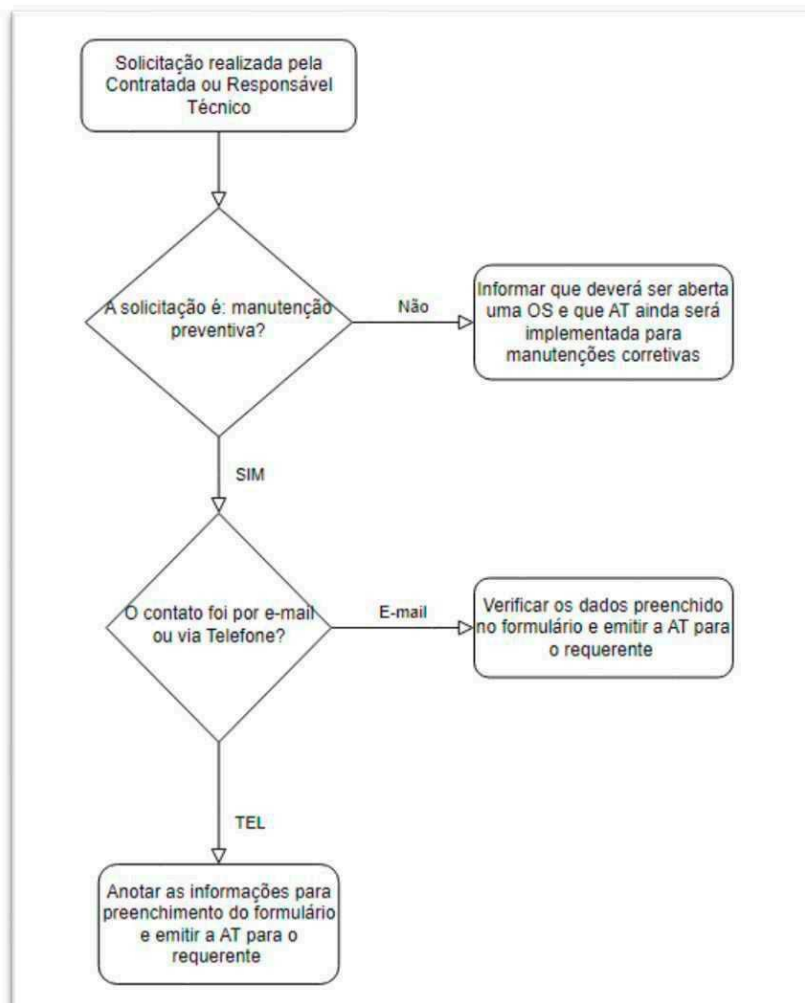 Solicitação realizada pela
Contratada ou Responsável
Técnico
A solicitação é: manutenção
preventiva?
Não
Informar que deverá ser aberta
uma OS e que AT ainda será
implementada para
manutenções corretivas
SIM
O contato foi por e-mail
ou via Telefone?
E-mail
Verificar os dados preenchido
no formulário e emitir a AT para
o requerente
TEL
Anotar as informações para
preenchimento do formulário
e emitir a AT para o
requerente